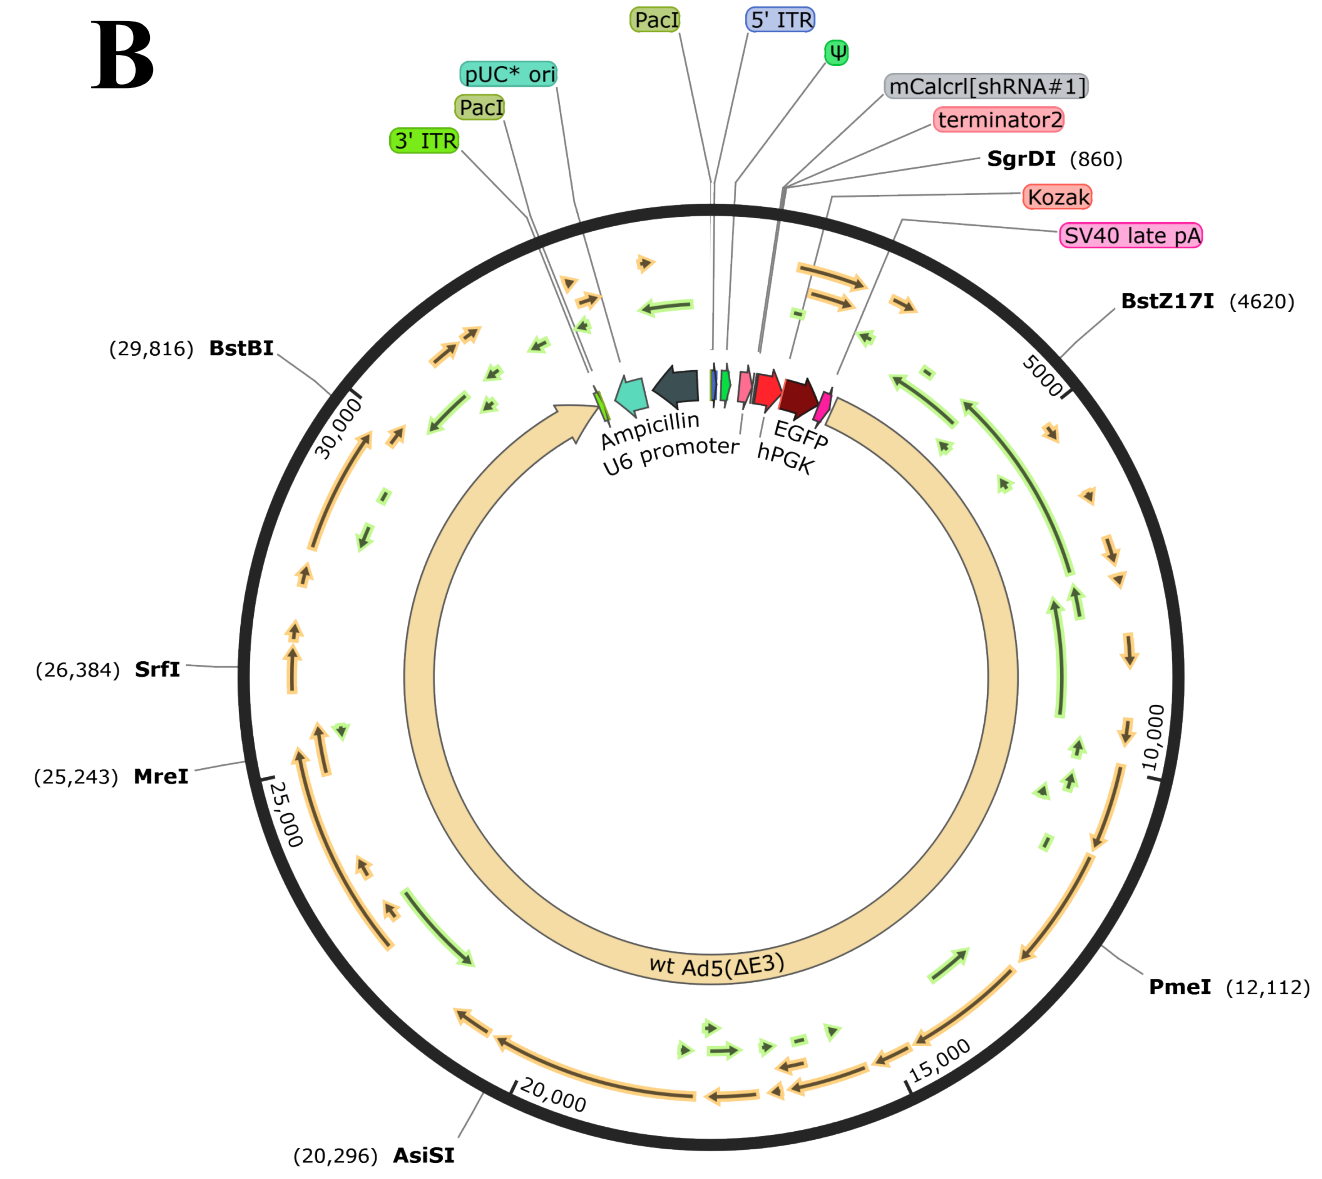 B
PacI
5' ITR
Ψ
pUC* ori
mCalcrl[shRNA#1]
PacI
terminator2
3' ITR
SgrDI (860)
Kozak
SV40 late pA
BstZ17I (4620)
(29,816) BstBI
5000
30,000
Ampicillin
EGFP
U6 promoter
hPGK
(26,384) SrfI
10,000
(25,243) MreI
25,000
wt Ad5(ΔE3)
PmeI (12,112)
15,000
20,000
(20,296) AsiSI